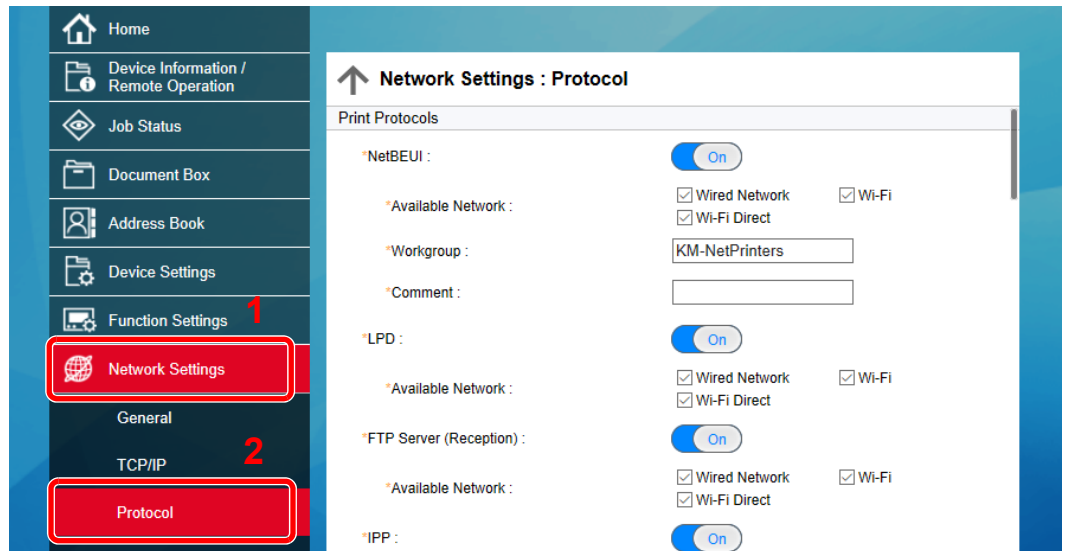 Home
Device Information /
Remote Operation
Job Status
Document Box
Address Book
Device Settings
Function Settings
1
Network Settings
General
2
TCP/IP
Protocol
Network Settings : Protocol
Print Protocols
*NetBEUI : On
*Available Network : Wired Network Wi-Fi
Wi-Fi Direct
*Workgroup : KM-NetPrinters
*Comment :
*LPD : On
*Available Network : Wired Network Wi-Fi
Wi-Fi Direct
*FTP Server (Reception) : On
*Available Network : Wired Network Wi-Fi
Wi-Fi Direct
*IPP : On